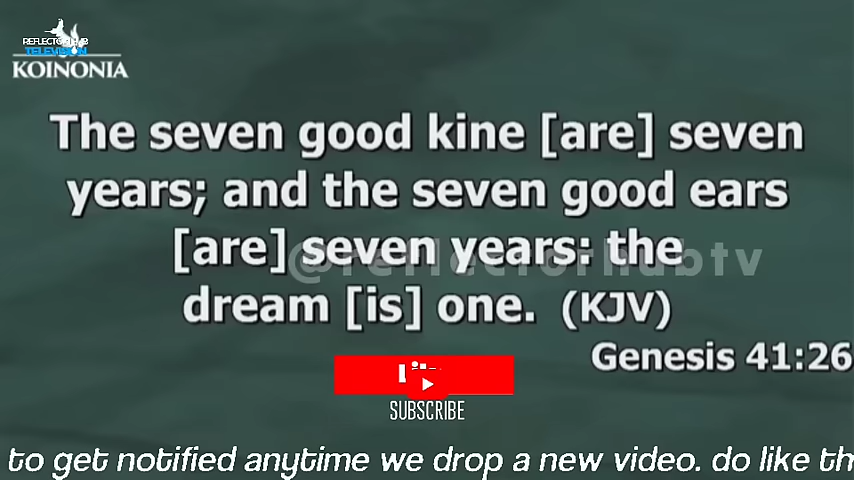 REFLECTOR HUB
TELEVISION
KOINONIA
The seven good kine [are] seven
years; and the seven good ears
[are] seven years: the
dream [is] one. (KJV)
@reflectorhubtv
Genesis 41:26
SUBSCRIBE
to get notified anytime we drop a new video. do like th